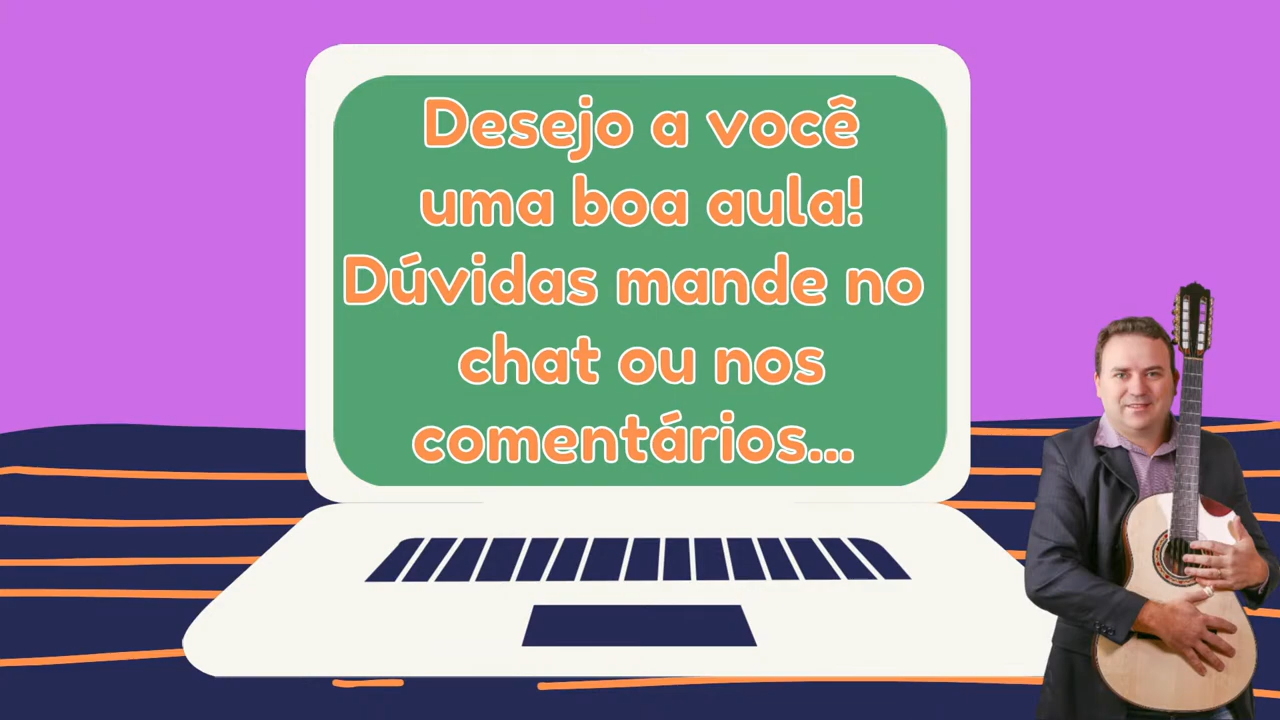 Desejo a você
uma boa aula!
Dúvidas mande no
chat ou nos
comentários...